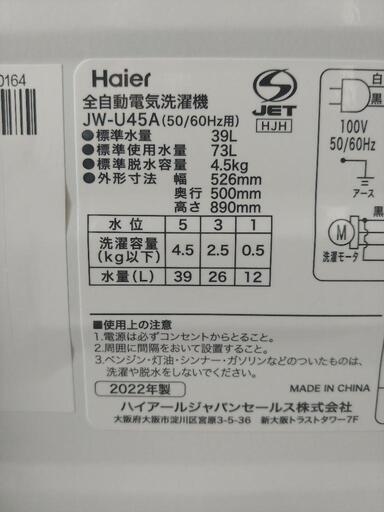 0164
Haier
全自動電気洗濯機
JW-U45A(50/60Hz用)
●標準水量 39L
●標準使用水量 73L
●標準脱水容量 4.5kg
●外形寸法 幅 526mm
奥行 500mm
高さ 890mm
S
JET
HJH
100V
50/60Hz
黒
アース
黒
M
洗濯モータ
水位 5 3 1
洗濯容量(kg以下) 4.5 2.5 0.5
水量(L) 39 26 12
■使用上の注意
1.電源は必ずコンセントからとること。
2.周囲に間隔をおいて設置すること。
3.ベンジン・灯油・シンナー・ガソリンなどのついたものは、
洗濯や脱水をしないでください。
2022年製
MADE IN CHINA
ハイアールジャパンセールス株式会社
大阪府大阪市淀川区宮原3-5-36 新大阪トラストタワー7F